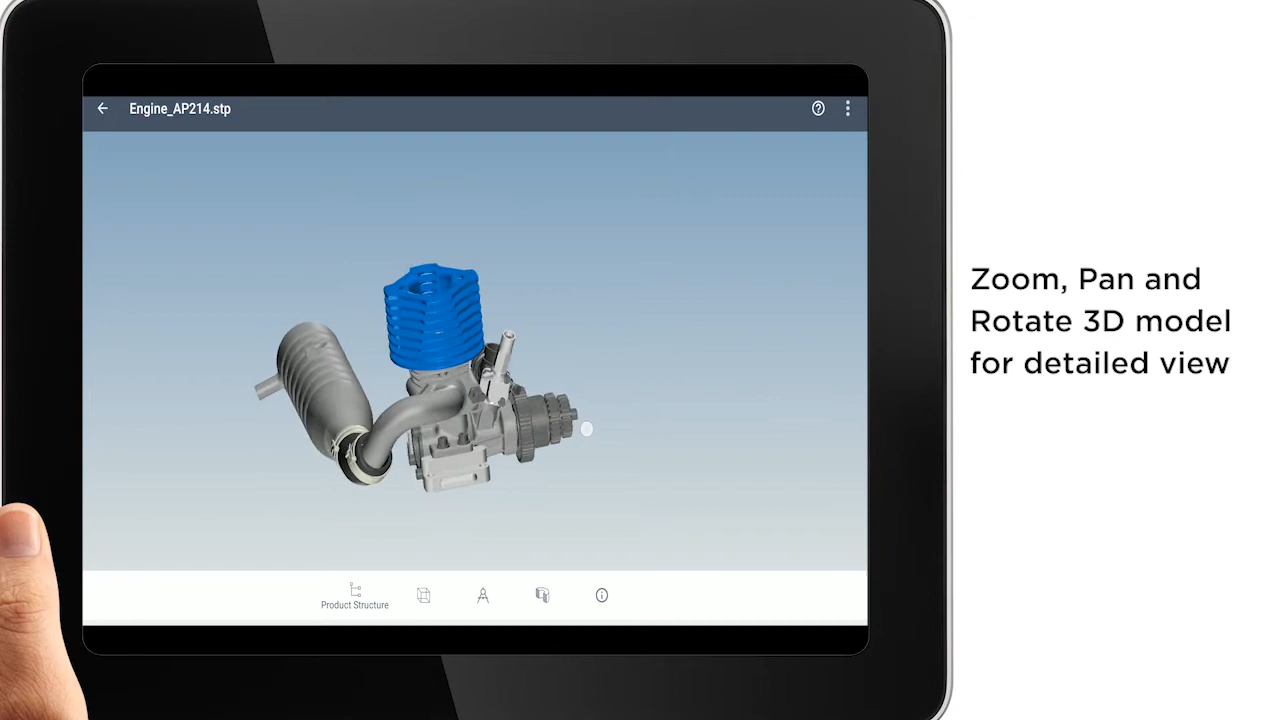 Engine_AP214.stp
Zoom, Pan and
Rotate 3D model
for detailed view
Product Structure